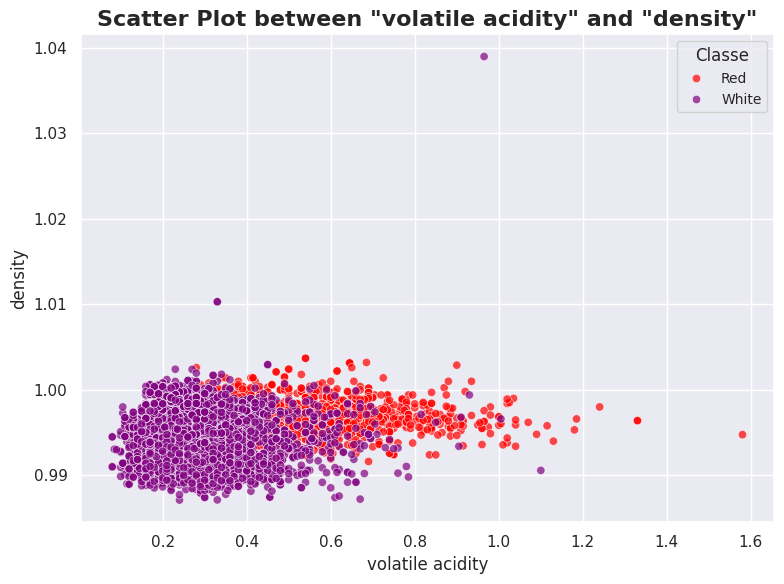 Scatter Plot between "volatile acidity" and "density"
Classe
Red
White
density
1.04
1.03
1.02
1.01
1.00
0.99
0.2 0.4 0.6 0.8 1.0 1.2 1.4 1.6
volatile acidity